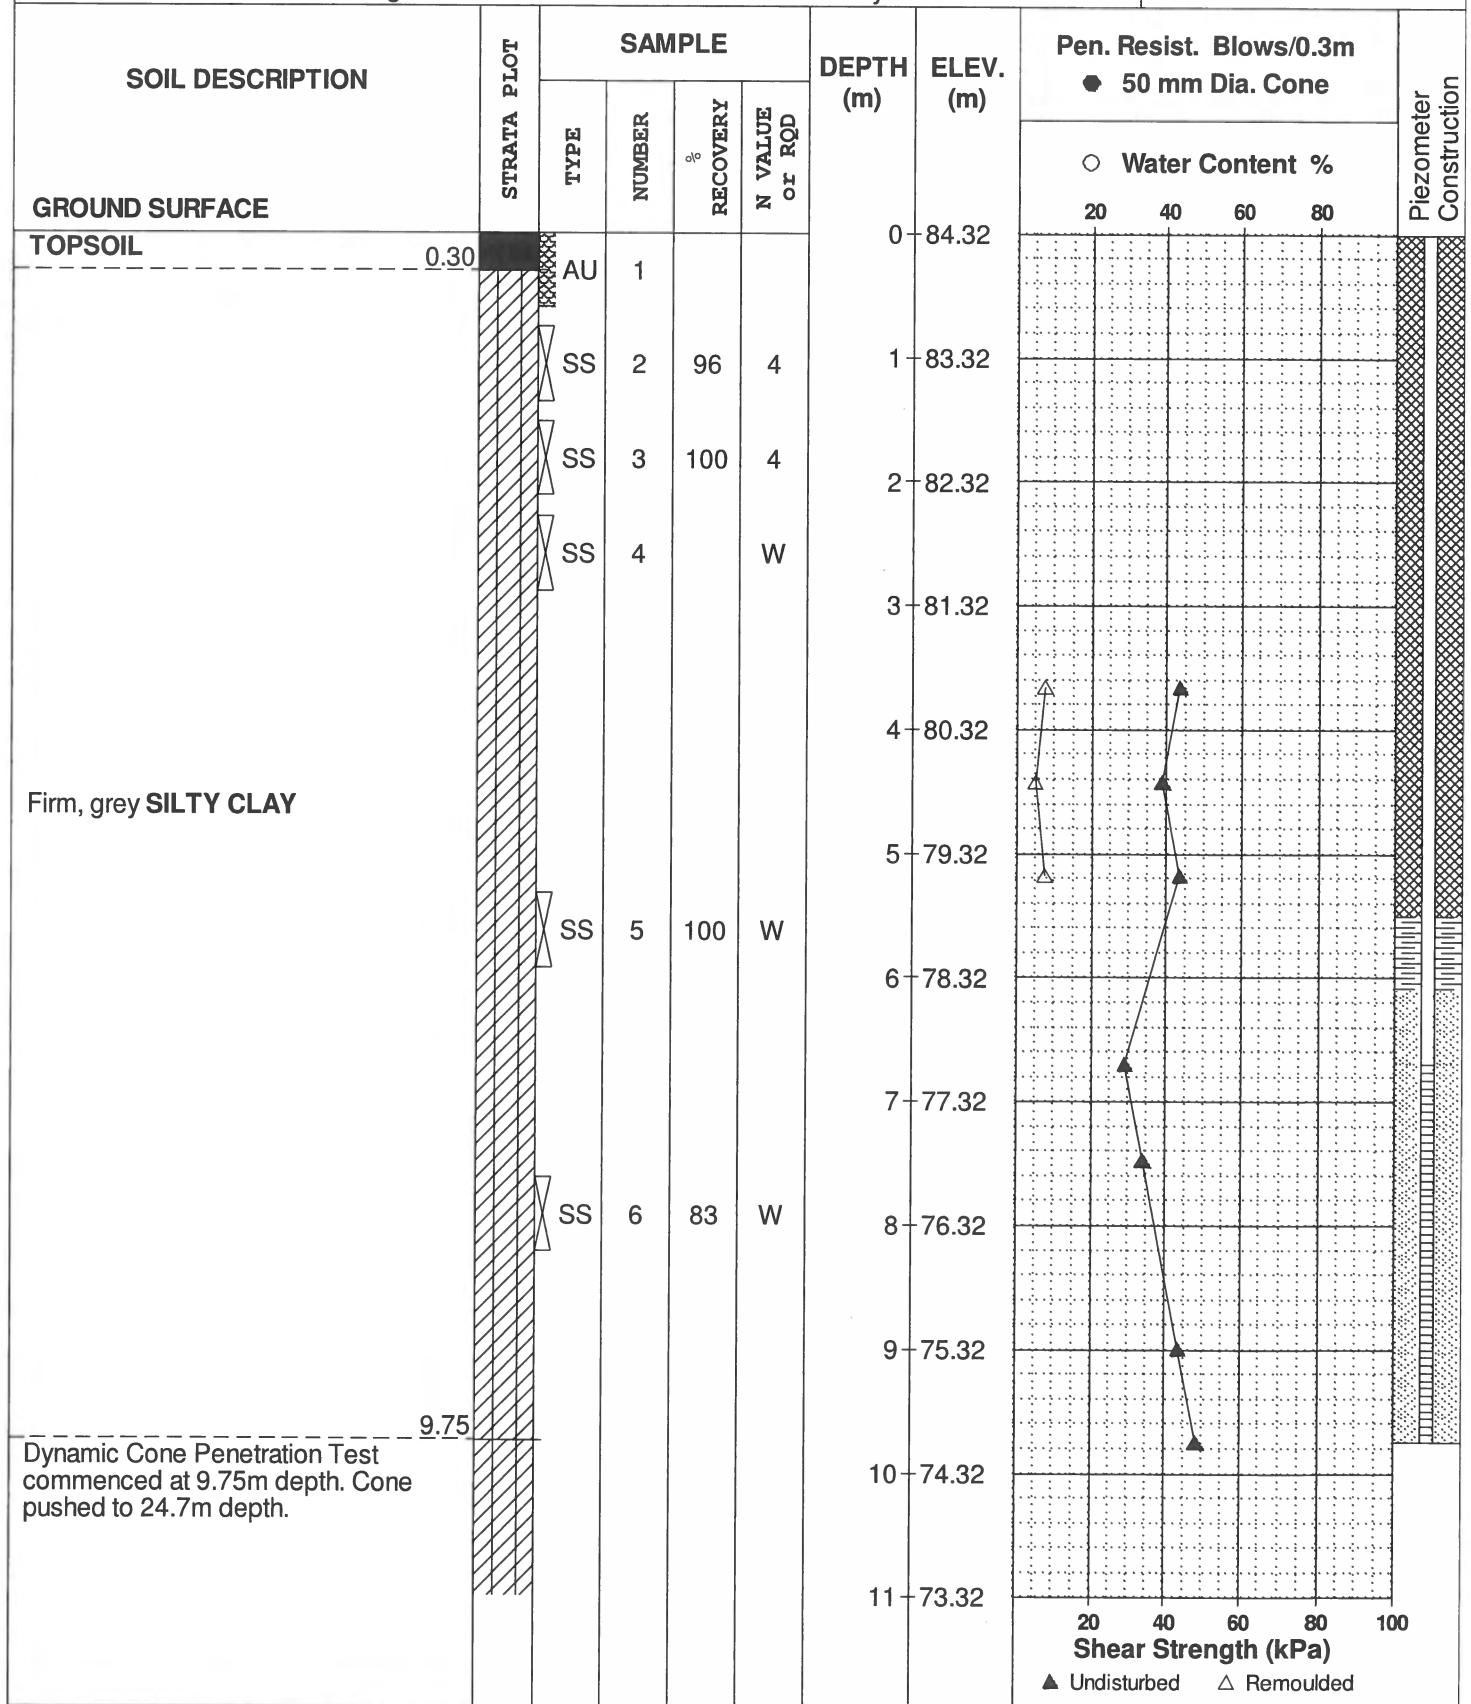 SOIL DESCRIPTION
GROUND SURFACE
STRATA PLOT
SAMPLE
TYPE
NUMBER
%
RECOVERY
N VALUE
or RQD
DEPTH
(m)
ELEV.
(m)
Pen. Resist. Blows/0.3m
● 50 mm Dia. Cone
○ Water Content %
20 40 60 80
Piezometer
Construction
TOPSOIL
0.30
AU 1
SS 2 96 4
SS 3 100 4
SS 4 W
Firm, grey SILTY CLAY
SS 5 100 W
SS 6 83 W
9.75
Dynamic Cone Penetration Test
commenced at 9.75m depth. Cone
pushed to 24.7m depth.
0 84.32
1 83.32
2 82.32
3 81.32
4 80.32
5 79.32
6 78.32
7 77.32
8 76.32
9 75.32
10 74.32
11 73.32
20 40 60 80 100
Shear Strength (kPa)
▲ Undisturbed △ Remoulded